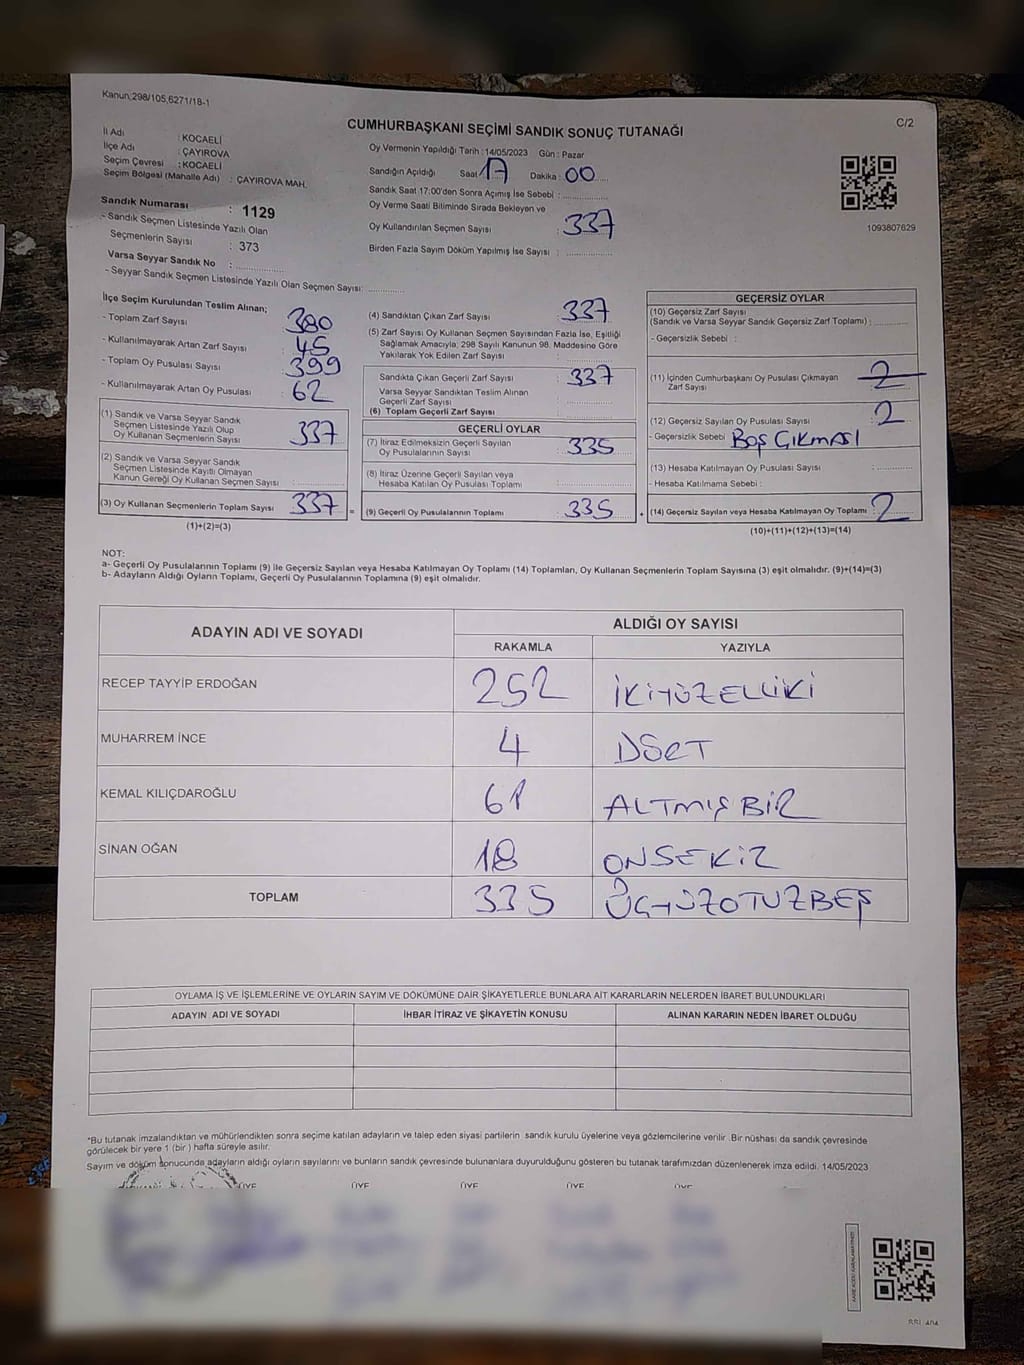 Kanun;298/105,6271/18-1
C/2
CUMHURBAŞKANI SEÇİMİ SANDIK SONUÇ TUTANAĞI
İl Adı : KOCAELİ
İlçe Adı : ÇAYIROVA
Seçim Çevresi : KOCAELİ
Seçim Bölgesi (Mahalle Adı) : ÇAYIROVA MAH.
Sandık Numarası : 1129
- Sandık Seçmen Listesinde Yazılı Olan
Seçmenlerin Sayısı : 373
Varsa Seyyar Sandık No :
- Seyyar Sandık Seçmen Listesinde Yazılı Olan Seçmen Sayısı:
Oy Vermenin Yapıldığı Tarih : 14/05/2023 Gün : Pazar
Sandığın Açıldığı Saat 17 Dakika : 00
Sandık Saat 17:00'den Sonra Açımış İse Sebebi :
Oy Verme Saati Bitiminde Sırada Bekleyen ve
Oy Kullandırılan Seçmen Sayısı : 337
Birden Fazla Sayım Döküm Yapılmış İse Sayısı :
1093807629
İlçe Seçim Kurulundan Teslim Alınan;
- Toplam Zarf Sayısı : 380
- Kullanılmayarak Artan Zarf Sayısı : 45
- Toplam Oy Pusulası Sayısı : 399
- Kullanılmayarak Artan Oy Pusulası : 62
(1) Sandık ve Varsa Seyyar Sandık
Seçmen Listesinde Yazılı Olup
Oy Kullanan Seçmenlerin Sayısı : 337
(2) Sandık ve Varsa Seyyar Sandık
Seçmen Listesinde Kayıtlı Olmayan
Kanun Gereği Oy Kullanan Seçmen Sayısı :
(3) Oy Kullanan Seçmenlerin Toplam Sayısı : 337 =
(1)+(2)=(3)
(4) Sandıktan Çıkan Zarf Sayısı : 337
(5) Zarf Sayısı Oy Kullanan Seçmen Sayısından Fazla İse, Eşitliği
Sağlamak Amacıyla; 298 Sayılı Kanunun 98. Maddesine Göre
Yakılarak Yok Edilen Zarf Sayısı :
Sandıkta Çıkan Geçerli Zarf Sayısı : 337
Varsa Seyyar Sandıktan Teslim Alınan
Geçerli Zarf Sayısı :
(6) Toplam Geçerli Zarf Sayısı :
GEÇERLİ OYLAR
(7) İtiraz Edilmeksizin Geçerli Sayılan
Oy Pusulalarının Sayısı : 335
(8) İtiraz Üzerine Geçerli Sayılan veya
Hesaba Katılan Oy Pusulası Toplamı :
(9) Geçerli Oy Pusulalarının Toplamı : 335 +
GEÇERSİZ OYLAR
(10) Geçersiz Zarf Sayısı
(Sandık ve Varsa Seyyar Sandık Geçersiz Zarf Toplamı) :
- Geçersizlik Sebebi :
(11) İçinden Cumhurbaşkanı Oy Pusulası Çıkmayan
Zarf Sayısı : 2
(12) Geçersiz Sayılan Oy Pusulası Sayısı : 2
- Geçersizlik Sebebi : Boş Çıkması
(13) Hesaba Katılmayan Oy Pusulası Sayısı :
- Hesaba Katılmama Sebebi :
(14) Geçersiz Sayılan veya Hesaba Katılmayan Oy Toplamı : 2
(10)+(11)+(12)+(13)=(14)
NOT:
a- Geçerli Oy Pusulalarının Toplamı (9) ile Geçersiz Sayılan veya Hesaba Katılmayan Oy Toplamı (14) Toplamları, Oy Kullanan Seçmenlerin Toplam Sayısına (3) eşit olmalıdır. (9)+(14)=(3)
b- Adayların Aldığı Oyların Toplamı, Geçerli Oy Pusulalarının Toplamına (9) eşit olmalıdır.
ADAYIN ADI VE SOYADI ALDIĞI OY SAYISI
RAKAMLA YAZIYLA
RECEP TAYYİP ERDOĞAN 252 İKİYÜZELLİİKİ
MUHARREM İNCE 4 DÖRT
KEMAL KILIÇDAROĞLU 61 ALTMIŞ BİR
SİNAN OĞAN 18 ONSEKİZ
TOPLAM 335 ÜÇYÜZOTUZBEŞ
OYLAMA İŞ VE İŞLEMLERİNE VE OYLARIN SAYIM VE DÖKÜMÜNE DAİR ŞİKAYETLERLE BUNLARA AİT KARARLARIN NELERDEN İBARET BULUNDUKLARI
ADAYIN ADI VE SOYADI İHBAR İTİRAZ VE ŞİKAYETİN KONUSU ALINAN KARARIN NEDEN İBARET OLDUĞU
*Bu tutanak imzalandıktan ve mühürlendikten sonra seçime katılan adayların ve talep eden siyasi partilerin sandık kurulu üyelerine veya gözlemcilerine verilir .Bir nüshası da sandık çevresinde
görülecek bir yere 1 (bir ) hafta süreyle asılır.
Sayım ve döküm sonucunda adayların aldığı oyların sayılarını ve bunların sandık çevresinde bulunanlara duyurulduğunu gösteren bu tutanak tarafımızdan düzenlenerek imza edildi. 14/05/2023
ÜYE ÜYE ÜYE ÜYE ÜYE